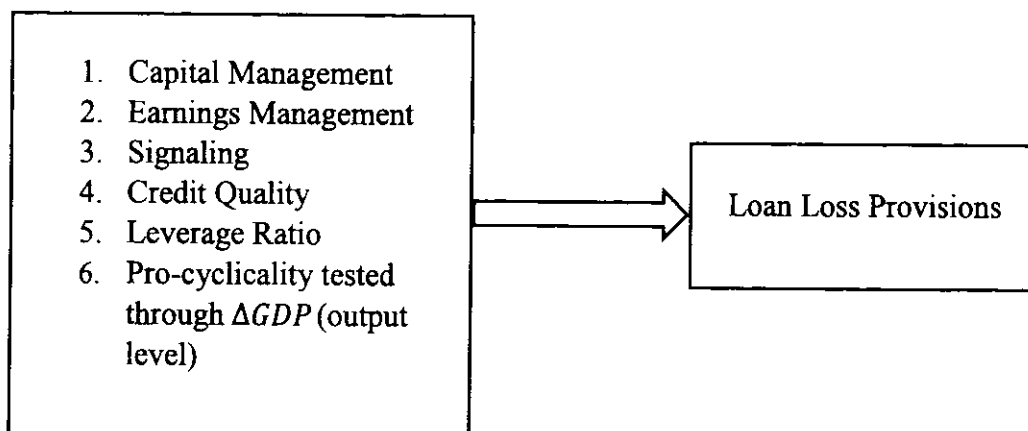 1. Capital Management
2. Earnings Management
3. Signaling
4. Credit Quality
5. Leverage Ratio
6. Pro-cyclicality tested
through ΔGDP (output
level)
Loan Loss Provisions